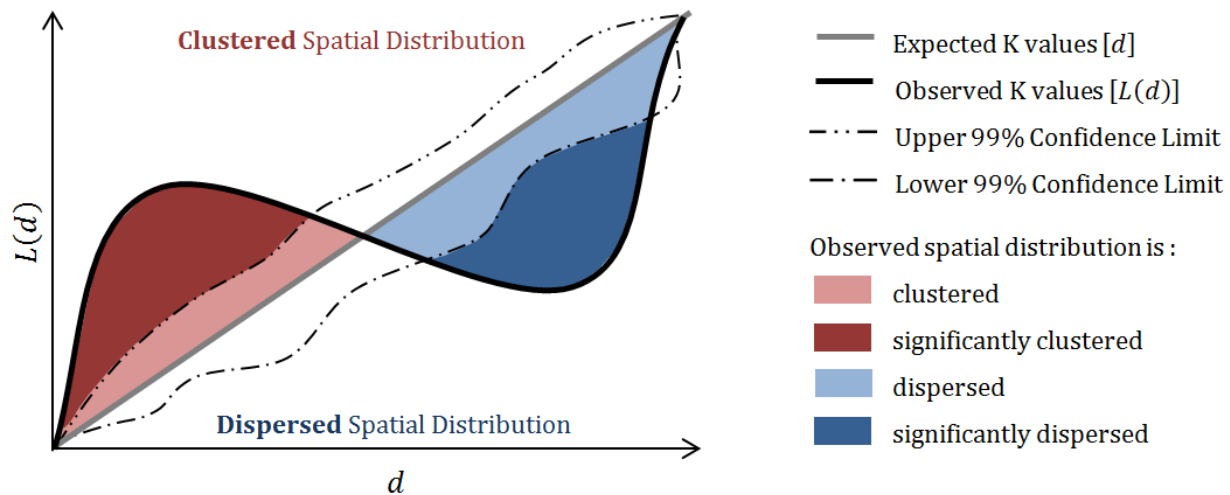 Clustered Spatial Distribution
L(d)
Dispersed Spatial Distribution
d
Expected K values [d]
Observed K values [L(d)]
Upper 99% Confidence Limit
Lower 99% Confidence Limit
Observed spatial distribution is :
clustered
significantly clustered
dispersed
significantly dispersed